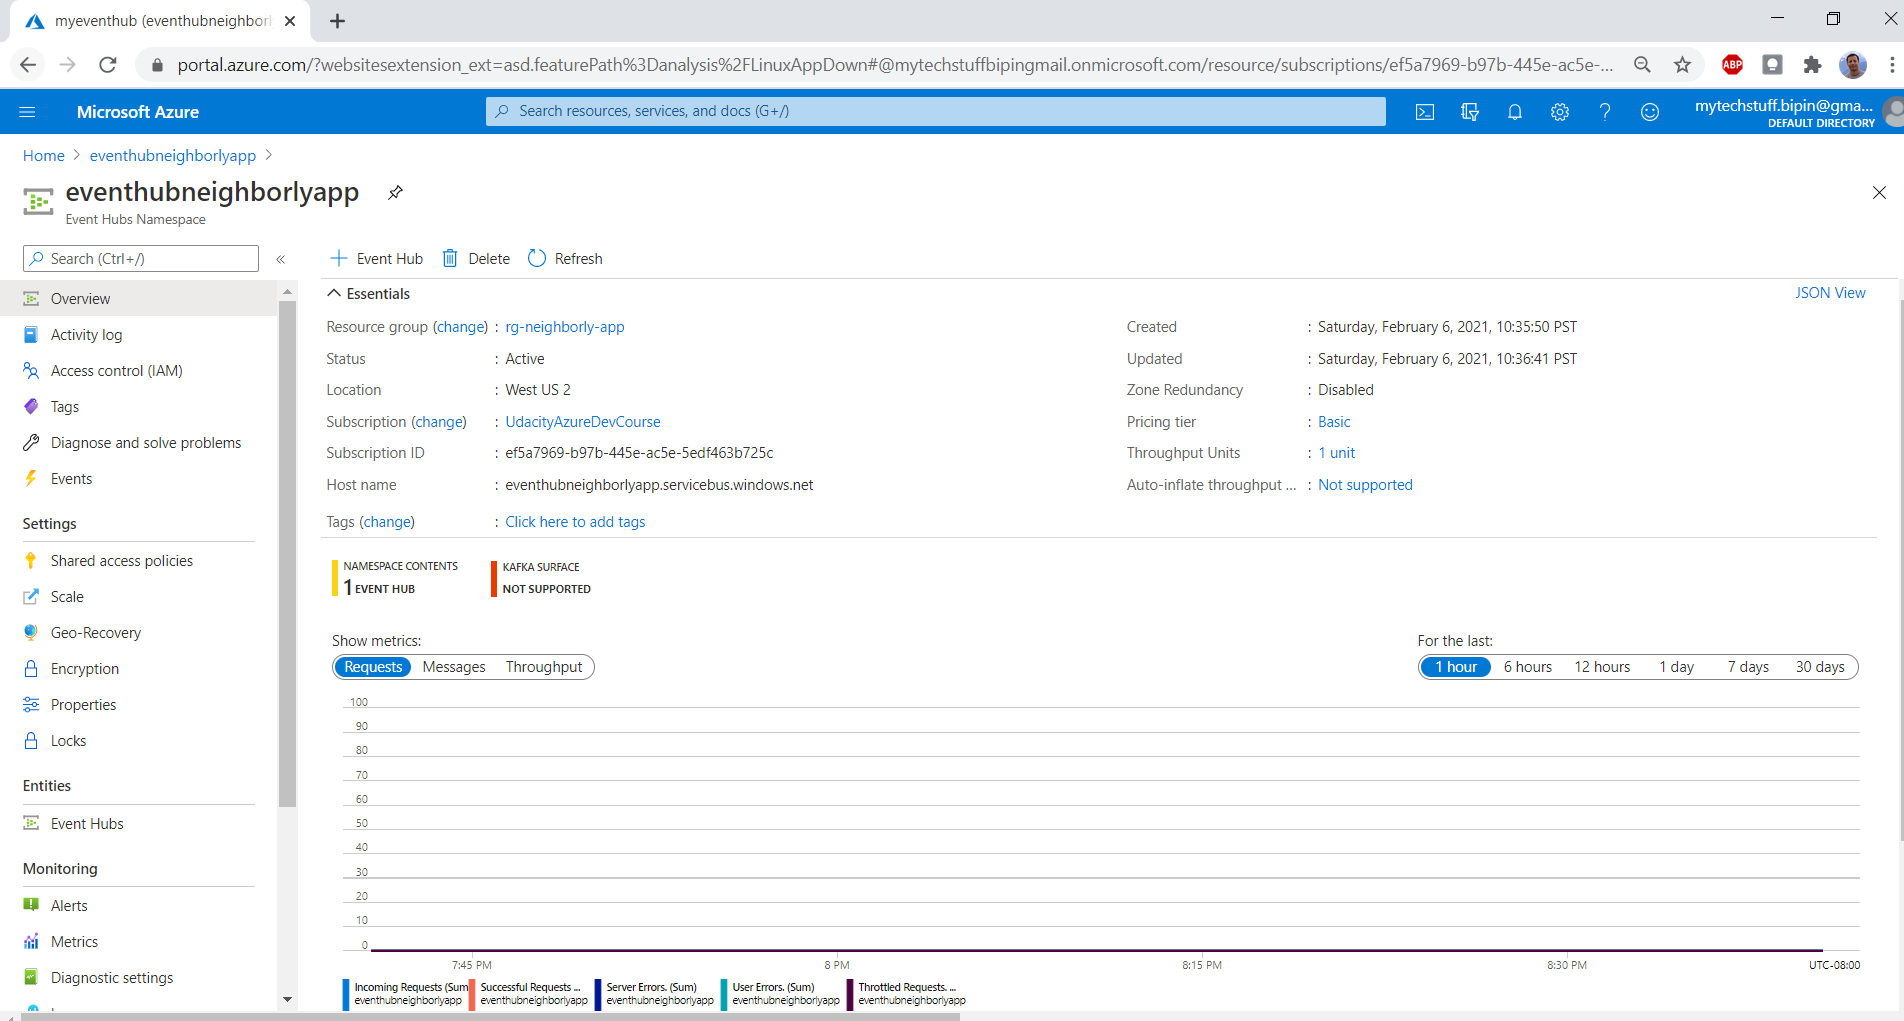 myeventhub (eventhubneighborl
portal.azure.com/?websitesextension_ext=asd.featurePath%3Danalysis%2FLinuxAppDown#@mytechstuffbipingmail.onmicrosoft.com/resource/subscriptions/ef5a7969-b97b-445e-ac5e-...
ABP
Microsoft Azure
Search resources, services, and docs (G+/)
mytechstuff.bipin@gma...
DEFAULT DIRECTORY
Home > eventhubneighborlyapp >
eventhubneighborlyapp
Event Hubs Namespace
Search (Ctrl+/)
«
Event Hub Delete Refresh
Overview
Activity log
Access control (IAM)
Tags
Diagnose and solve problems
Events
Settings
Shared access policies
Scale
Geo-Recovery
Encryption
Properties
Locks
Entities
Event Hubs
Monitoring
Alerts
Metrics
Diagnostic settings
Essentials
JSON View
Resource group (change) : rg-neighborly-app
Status : Active
Location : West US 2
Subscription (change) : UdacityAzureDevCourse
Subscription ID : ef5a7969-b97b-445e-ac5e-5edf463b725c
Host name : eventhubneighborlyapp.servicebus.windows.net
Tags (change) : Click here to add tags
Created : Saturday, February 6, 2021, 10:35:50 PST
Updated : Saturday, February 6, 2021, 10:36:41 PST
Zone Redundancy : Disabled
Pricing tier : Basic
Throughput Units : 1 unit
Auto-inflate throughput ... : Not supported
NAMESPACE CONTENTS
1 EVENT HUB
KAFKA SURFACE
NOT SUPPORTED
Show metrics:
Requests Messages Throughput
For the last:
1 hour 6 hours 12 hours 1 day 7 days 30 days
100
90
80
70
60
50
40
30
20
10
0
7:45 PM 8 PM 8:15 PM 8:30 PM UTC-08:00
Incoming Requests (Sum
eventhubneighborlyapp
Successful Requests ...
eventhubneighborlyapp
Server Errors. (Sum)
eventhubneighborlyapp
User Errors. (Sum)
eventhubneighborlyapp
Throttled Requests. ...
eventhubneighborlyapp